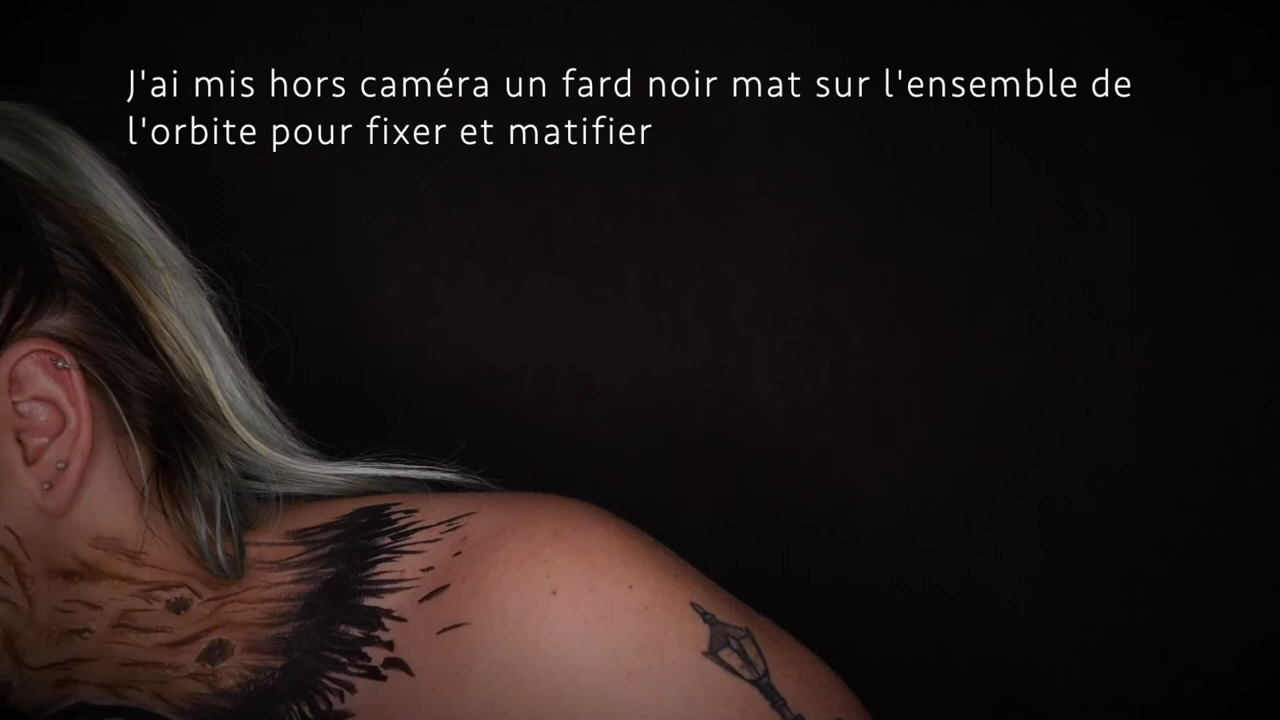 J'ai mis hors caméra un fard noir mat sur l'ensemble de
l'orbite pour fixer et matifier